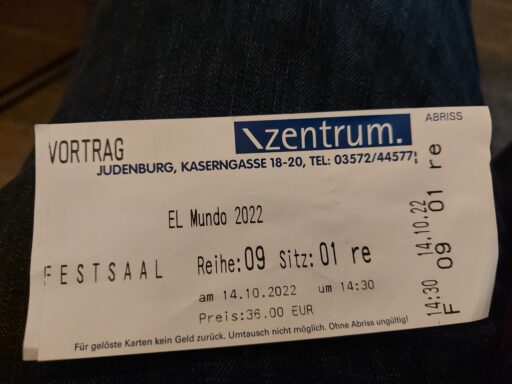 VORTRAG
zentrum.
JUDENBURG, KASERNGASSE 18-20, TEL: 03572/44577
EL Mundo 2022
FESTSAAL
Reihe:09 Sitz:01 re
am 14.10.2022 um 14:30
Preis:36.00 EUR
Für gelöste Karten kein Geld zurück. Umtausch nicht möglich. Ohne Abriss ungültig!
ABRISS
14:30 14.10.22
F 09 01 re